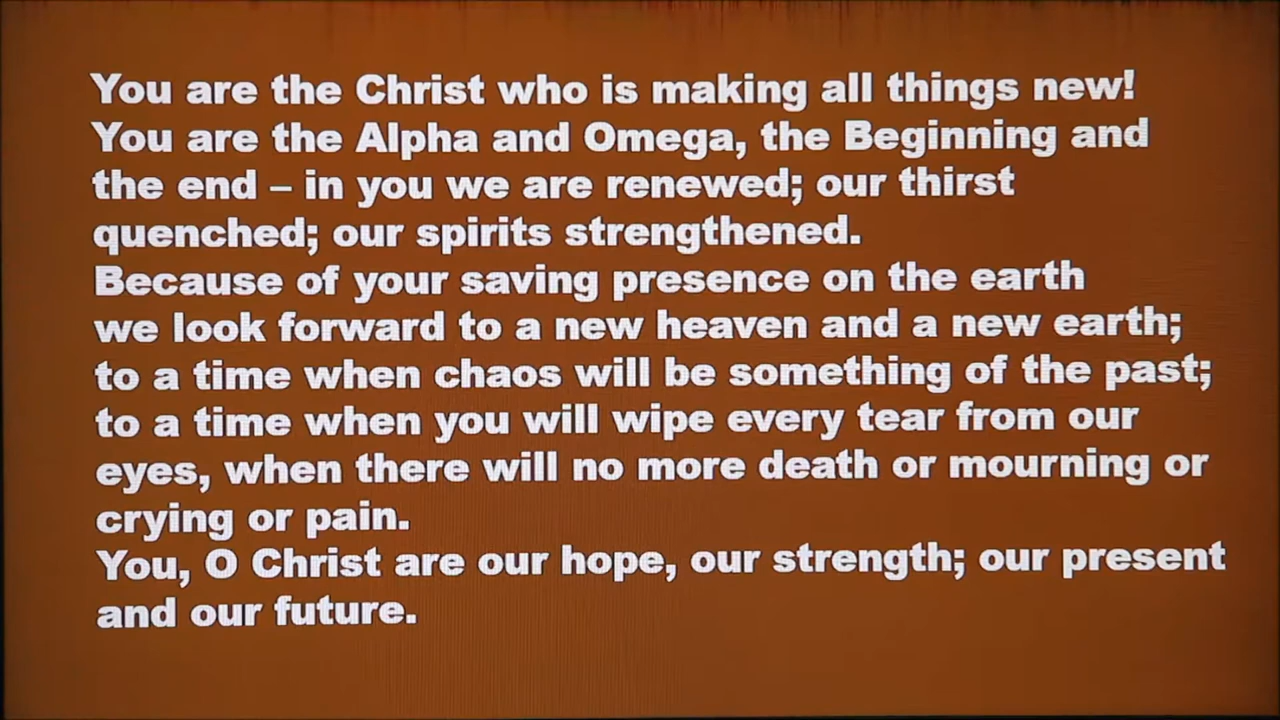 You are the Christ who is making all things new!
You are the Alpha and Omega, the Beginning and
the end – in you we are renewed; our thirst
quenched; our spirits strengthened.
Because of your saving presence on the earth
we look forward to a new heaven and a new earth;
to a time when chaos will be something of the past;
to a time when you will wipe every tear from our
eyes, when there will no more death or mourning or
crying or pain.
You, O Christ are our hope, our strength; our present
and our future.